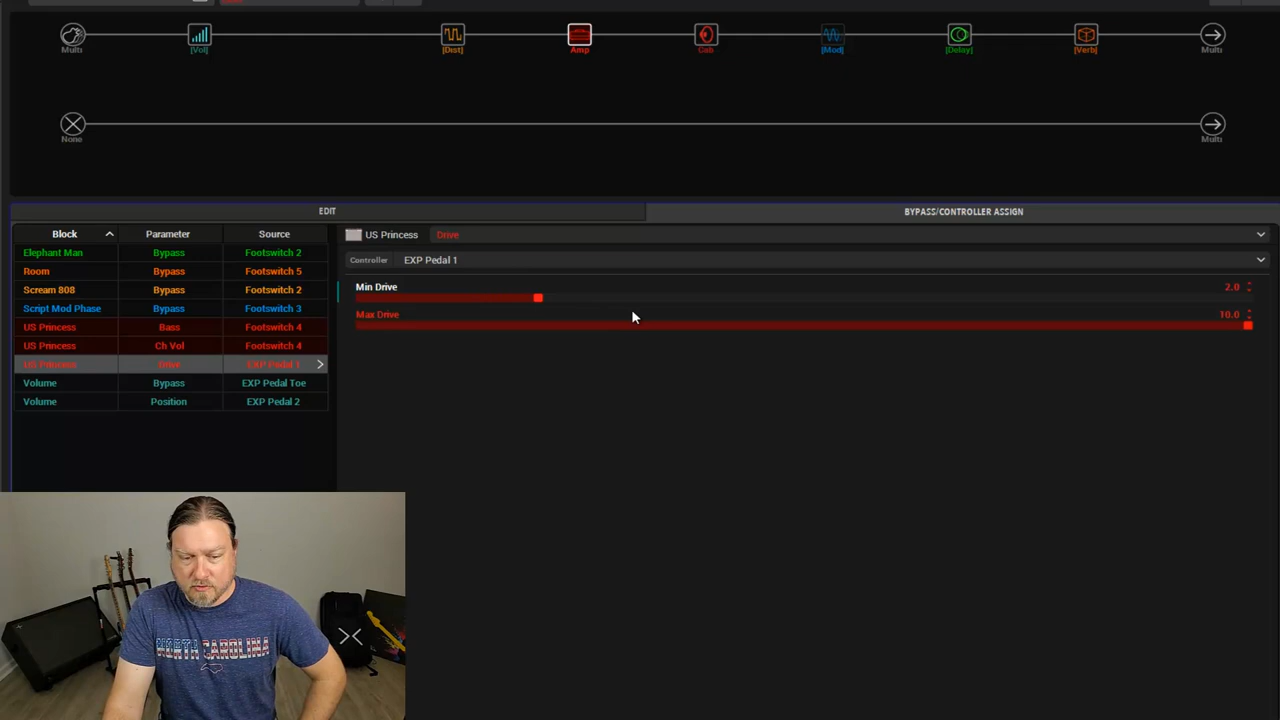 Multi [Vol] [Dist] Amp Cab [Mod] [Delay] [Verb] Multi
None Multi
EDIT BYPASS/CONTROLLER ASSIGN
Block Parameter Source
Elephant Man Bypass Footswitch 2
Room Bypass Footswitch 5
Scream 808 Bypass Footswitch 2
Script Mod Phase Bypass Footswitch 3
US Princess Bass Footswitch 4
US Princess Ch Vol Footswitch 4
US Princess Drive EXP Pedal 1
Volume Bypass EXP Pedal Toe
Volume Position EXP Pedal 2
US Princess Drive
Controller EXP Pedal 1
Min Drive 2.0
Max Drive 10.0
NORTH CAROLINA